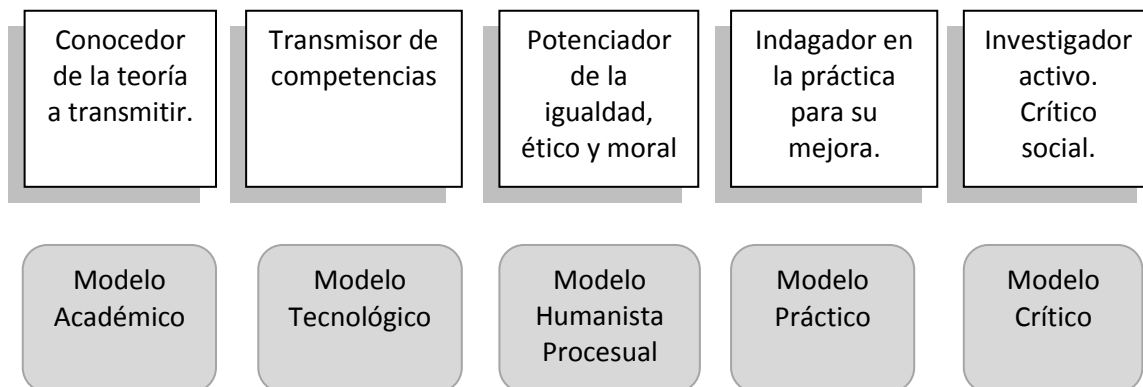 Conocedor
de la teoría
a transmitir.
Transmisor de
competencias
Potenciador
de la
igualdad,
ético y moral
Indagador en
la práctica
para su
mejora.
Investigador
activo.
Crítico
social.
Modelo
Académico
Modelo
Tecnológico
Modelo
Humanista
Procesual
Modelo
Práctico
Modelo
Crítico